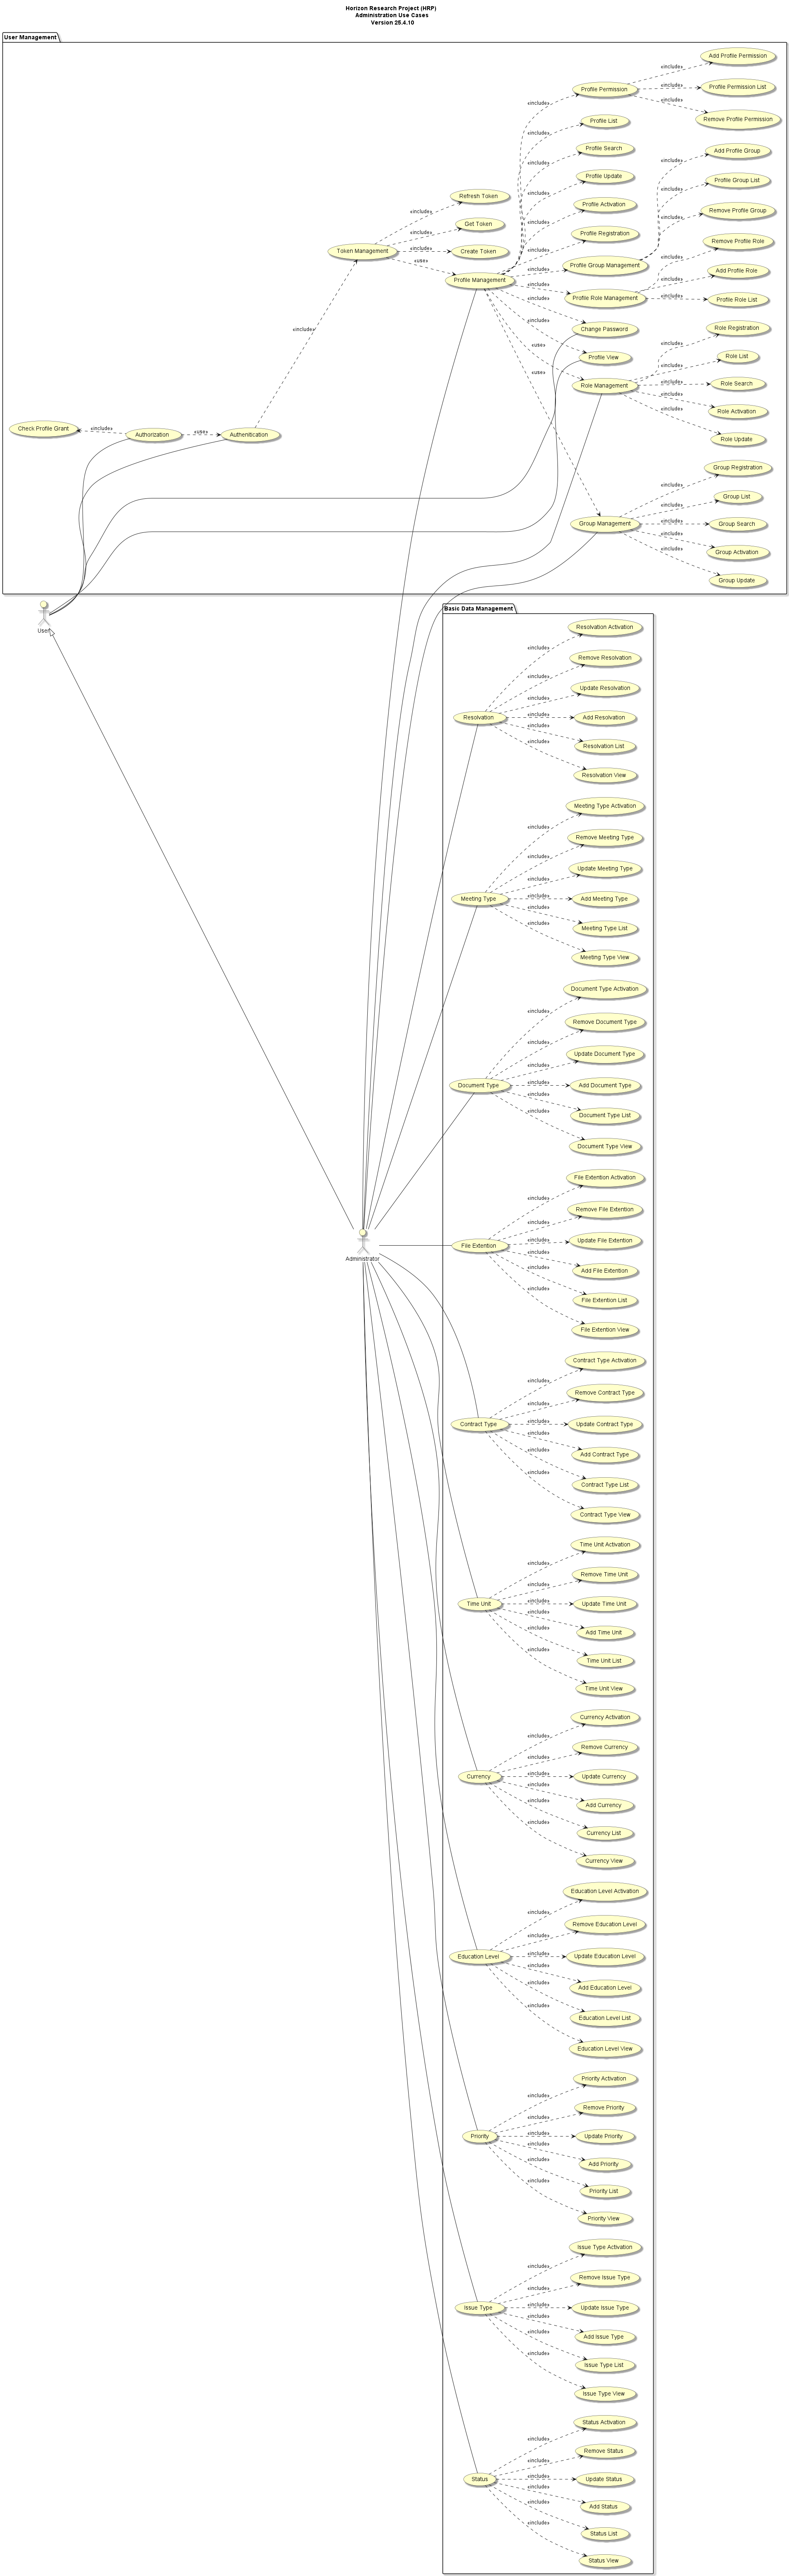 Horizon Research Project (HRP)
Administration Use Cases
Version 25.4.10
User Management
Add Profile Permission
«include»
Profile Permission
«include»
Profile Permission List
«include»
«include»
Remove Profile Permission
Profile List
«include»
Profile Search
«include»
Add Profile Group
«include»
Profile Update
«include»
Profile Group List
«include»
Refresh Token
Profile Activation
«include»
Remove Profile Group
«include»
«include»
Get Token
«include»
Profile Registration
«include»
Remove Profile Role
«include»
Token Management
«include»
Create Token
«include»
Profile Group Management
Add Profile Role
«include»
«uses»
Profile Management
«include»
Profile Role Management
«include»
Profile Role List
«include»
Change Password
Role Registration
«include»
«include»
Profile View
Role List
«include»
«uses»
«uses»
Role Management
«include»
Role Search
«include»
Role Activation
«include»
Role Update
Check Profile Grant
«include»
Authorization
«uses»
Authenitication
Group Registration
«include»
Group List
«include»
Group Management
«include»
Group Search
«include»
Group Activation
«include»
Group Update
User
Basic Data Management
Resolvation Activation
«include»
Remove Resolvation
«include»
Update Resolvation
«include»
Resolvation
«include»
Add Resolvation
«include»
Resolvation List
«include»
Resolvation View
Meeting Type Activation
«include»
Remove Meeting Type
«include»
Update Meeting Type
«include»
Meeting Type
«include»
Add Meeting Type
«include»
Meeting Type List
«include»
Meeting Type View
Document Type Activation
«include»
Remove Document Type
«include»
Update Document Type
«include»
Document Type
«include»
Add Document Type
«include»
Document Type List
«include»
Document Type View
File Extention Activation
«include»
Remove File Extention
«include»
Administrator
File Extention
«include»
Update File Extention
«include»
Add File Extention
«include»
File Extention List
«include»
File Extention View
Contract Type Activation
«include»
Remove Contract Type
«include»
Contract Type
«include»
Update Contract Type
«include»
Add Contract Type
«include»
Contract Type List
«include»
Contract Type View
Time Unit Activation
«include»
Remove Time Unit
«include»
Time Unit
«include»
Update Time Unit
«include»
Add Time Unit
«include»
Time Unit List
«include»
Time Unit View
Currency Activation
«include»
Remove Currency
«include»
Currency
«include»
Update Currency
«include»
Add Currency
«include»
Currency List
«include»
Currency View
Education Level Activation
«include»
Remove Education Level
«include»
Education Level
«include»
Update Education Level
«include»
Add Education Level
«include»
Education Level List
«include»
Education Level View
Priority Activation
«include»
Remove Priority
«include»
Priority
«include»
Update Priority
«include»
Add Priority
«include»
Priority List
«include»
Priority View
Issue Type Activation
«include»
Remove Issue Type
«include»
Issue Type
«include»
Update Issue Type
«include»
Add Issue Type
«include»
Issue Type List
«include»
Issue Type View
Status Activation
«include»
Remove Status
«include»
Status
«include»
Update Status
«include»
Add Status
«include»
Status List
«include»
Status View